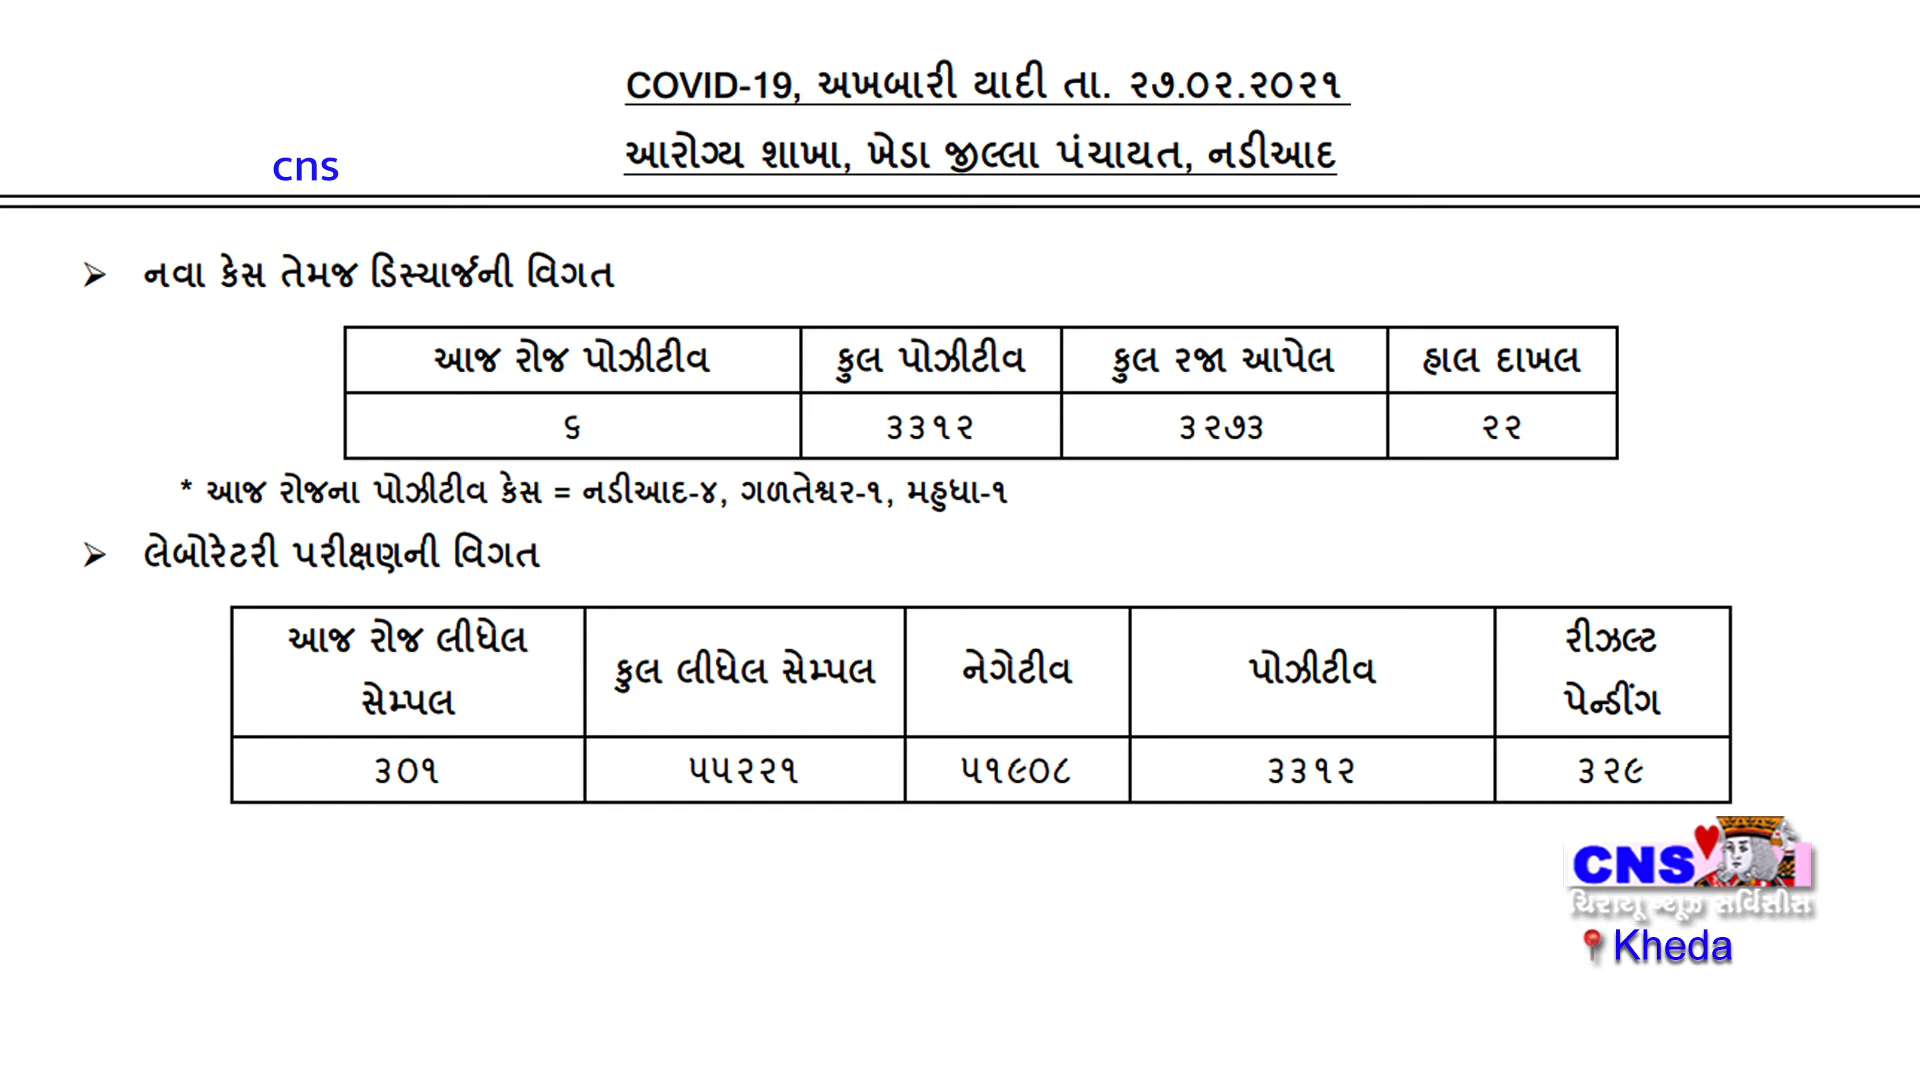 COVID-19, અખબારી યાદી તા. ૨૭.૦૨.૨૦૨૧
આરોગ્ય શાખા, ખેડા જીલ્લા પંચાયત, નડીઆદ
cns
➢ નવા કેસ તેમજ ડિસ્ચાર્જની વિગત
આજ રોજ પોઝીટીવ કુલ પોઝીટીવ કુલ રજા આપેલ હાલ દાખલ
૬ ૩૩૧૨ ૩૨૭૩ ૨૨
* આજ રોજના પોઝીટીવ કેસ = નડીઆદ-૪, ગળતેશ્વર-૧, મહુધા-૧
➢ લેબોરેટરી પરીક્ષણની વિગત
આજ રોજ લીધેલ
સેમ્પલ
કુલ લીધેલ સેમ્પલ
નેગેટીવ
પોઝીટીવ
રીઝલ્ટ
પેન્ડીંગ
૩૦૧ ૫૫૨૨૧ ૫૧૯૦૮ ૩૩૧૨ ૩૨૯
CNS
ચિરાયૂ ન્યૂઝ સર્વિસીસ
Kheda